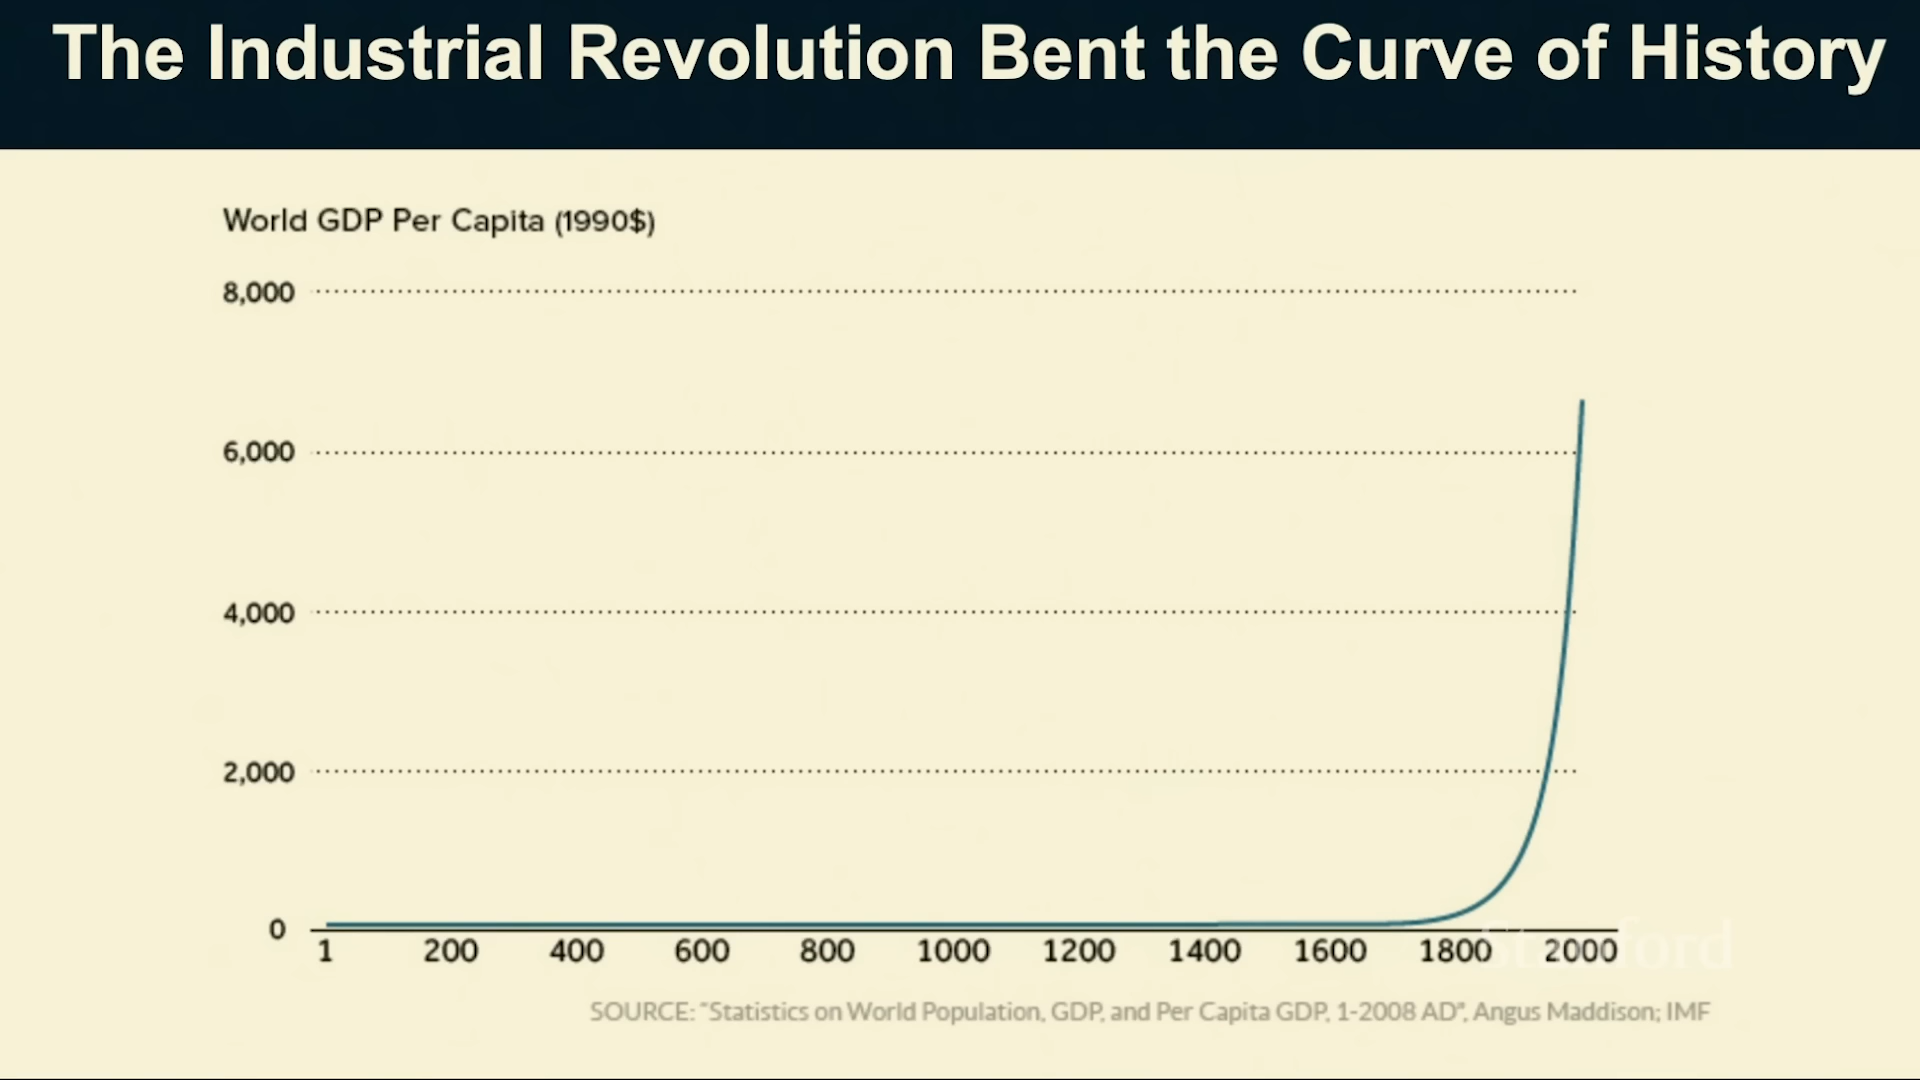 The Industrial Revolution Bent the Curve of History
World GDP Per Capita (1990$)
8,000
6,000
4,000
2,000
0
1 200 400 600 800 1000 1200 1400 1600 1800 2000
Stanford
SOURCE: "Statistics on World Population, GDP, and Per Capita GDP, 1-2008 AD", Angus Maddison; IMF